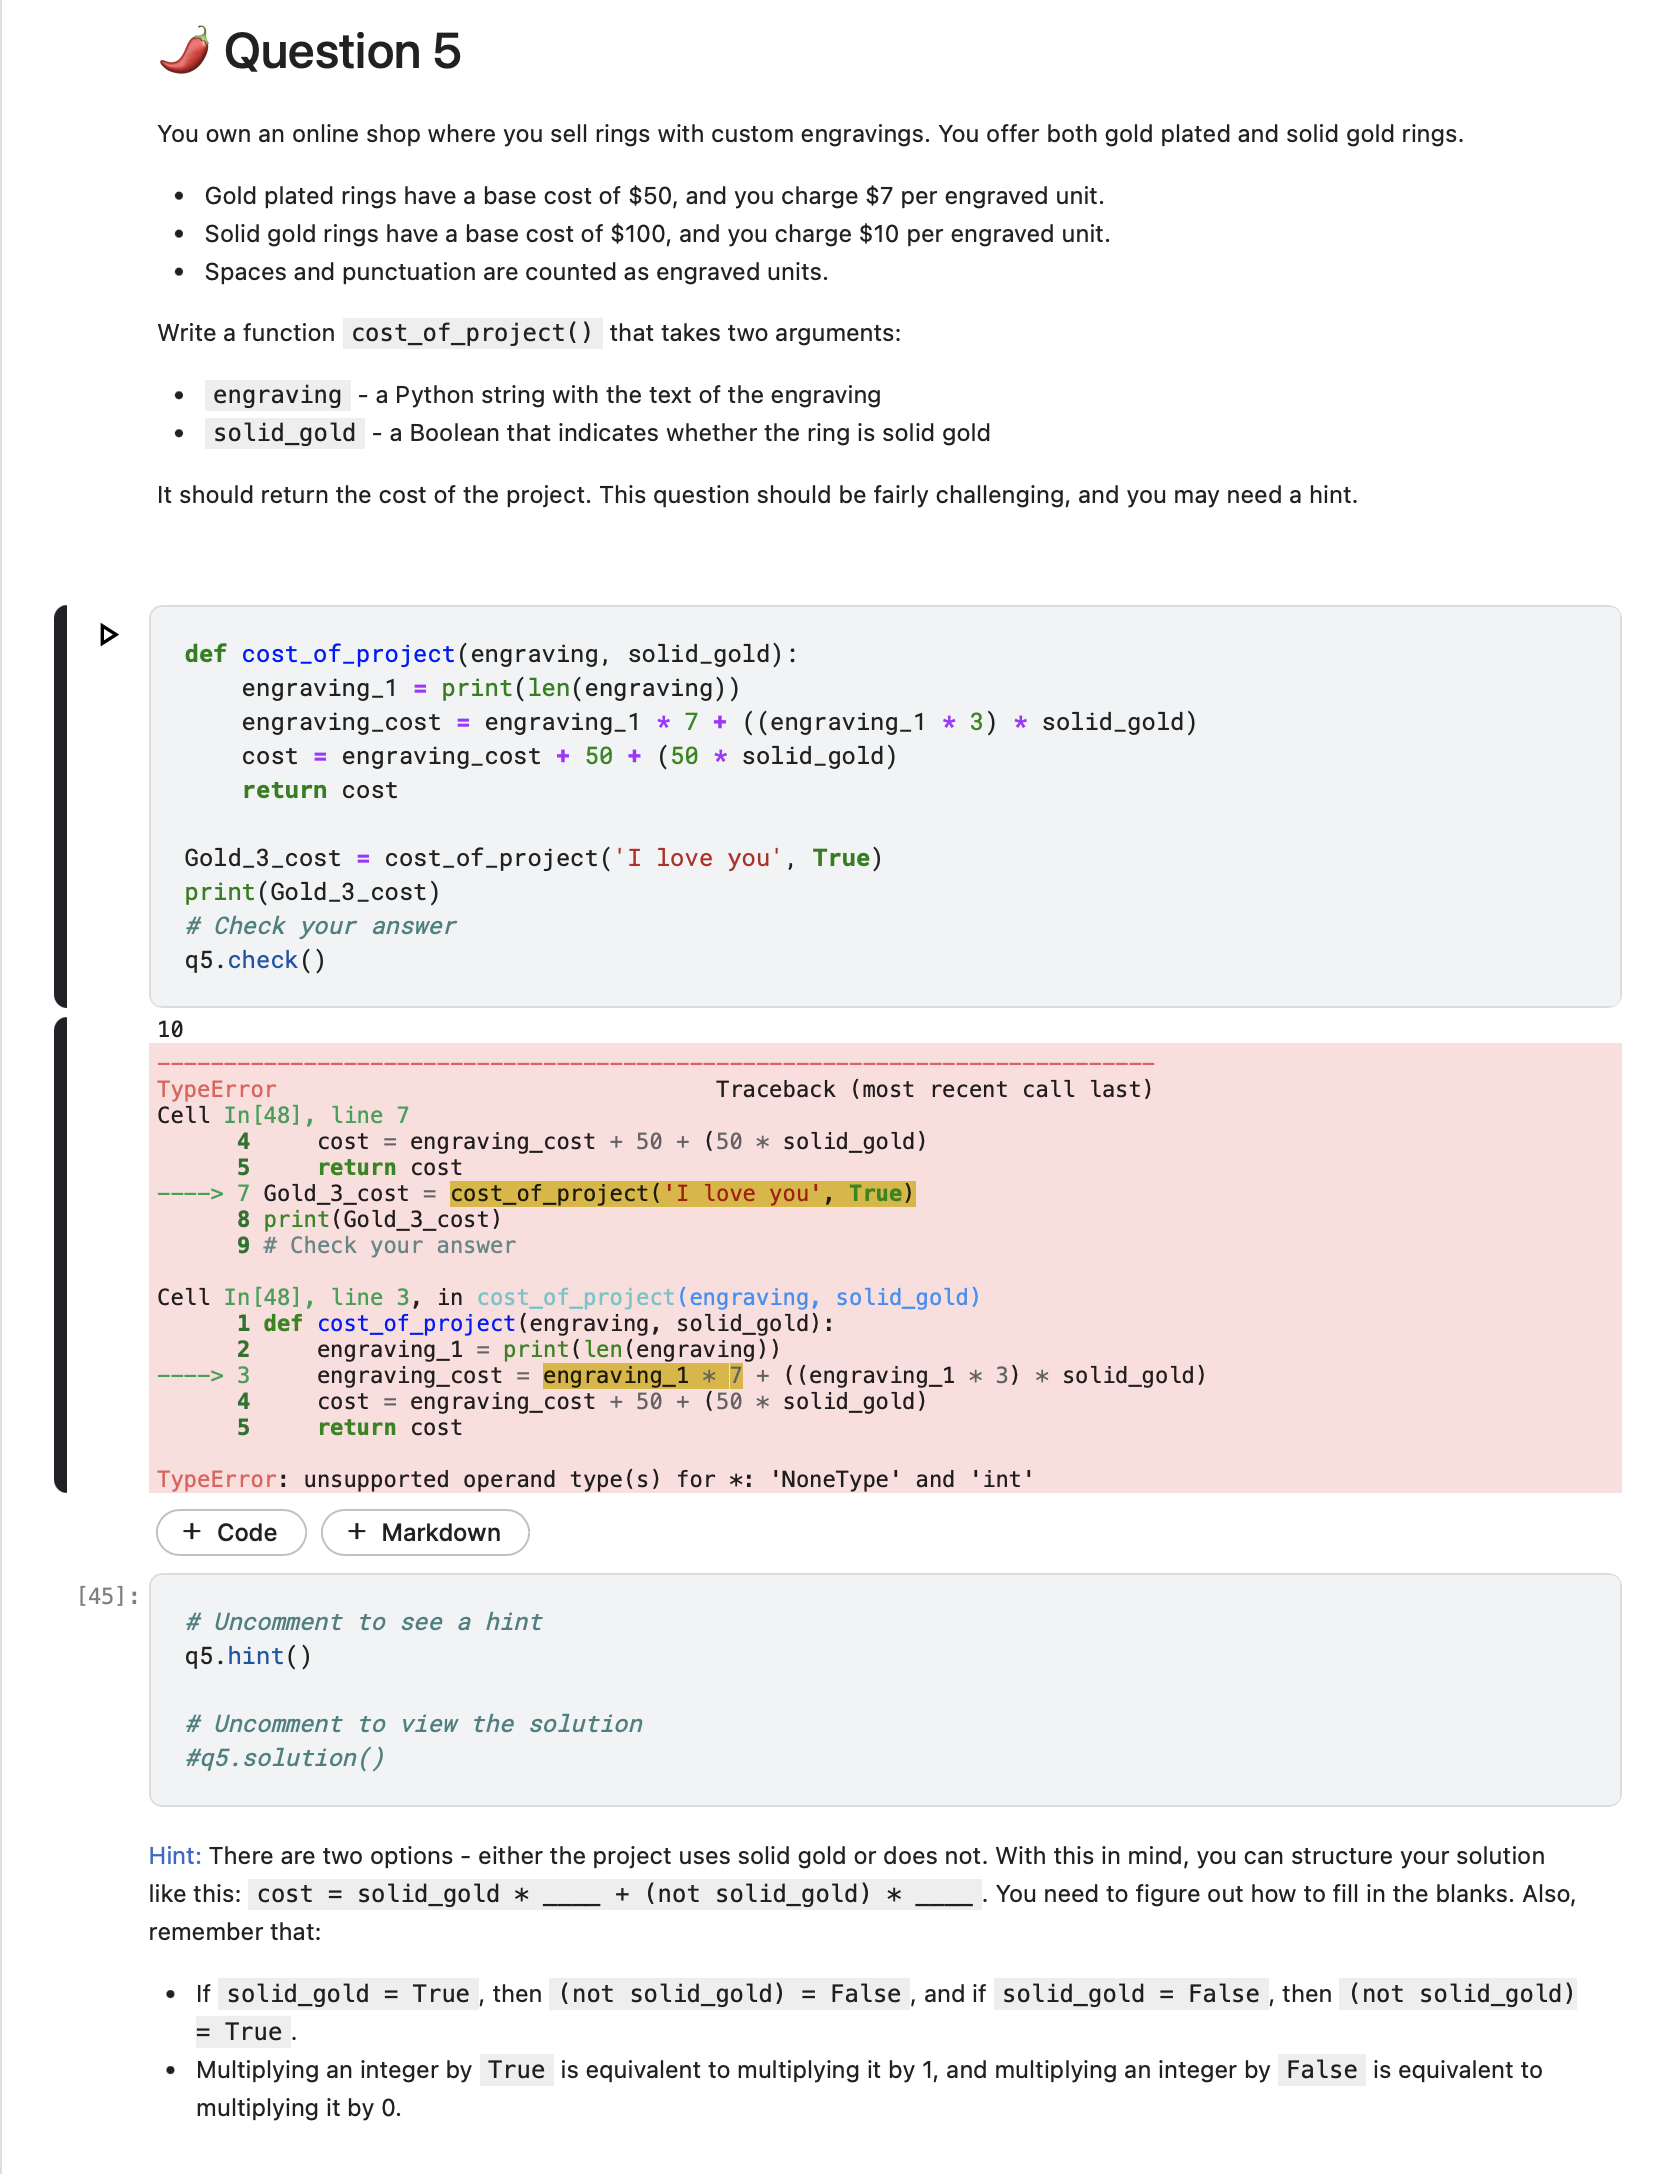 🌶️ Question 5
You own an online shop where you sell rings with custom engravings. You offer both gold plated and solid gold rings.
• Gold plated rings have a base cost of $50, and you charge $7 per engraved unit.
• Solid gold rings have a base cost of $100, and you charge $10 per engraved unit.
• Spaces and punctuation are counted as engraved units.
Write a function cost_of_project() that takes two arguments:
• engraving - a Python string with the text of the engraving
• solid_gold - a Boolean that indicates whether the ring is solid gold
It should return the cost of the project. This question should be fairly challenging, and you may need a hint.
def cost_of_project(engraving, solid_gold):
    engraving_1 = print(len(engraving))
    engraving_cost = engraving_1 * 7 + ((engraving_1 * 3) * solid_gold)
    cost = engraving_cost + 50 + (50 * solid_gold)
    return cost
Gold_3_cost = cost_of_project('I love you', True)
print(Gold_3_cost)
# Check your answer
q5.check()
10
---------------------------------------------------------------------------
TypeError                                 Traceback (most recent call last)
Cell In[48], line 7
      4     cost = engraving_cost + 50 + (50 * solid_gold)
      5     return cost
----> 7 Gold_3_cost = cost_of_project('I love you', True)
      8 print(Gold_3_cost)
      9 # Check your answer
Cell In[48], line 3, in cost_of_project(engraving, solid_gold)
      1 def cost_of_project(engraving, solid_gold):
      2     engraving_1 = print(len(engraving))
----> 3     engraving_cost = engraving_1 * 7 + ((engraving_1 * 3) * solid_gold)
      4     cost = engraving_cost + 50 + (50 * solid_gold)
      5     return cost
TypeError: unsupported operand type(s) for *: 'NoneType' and 'int'
+ Code + Markdown
[45]:
# Uncomment to see a hint
q5.hint()
# Uncomment to view the solution
#q5.solution()
Hint: There are two options - either the project uses solid gold or does not. With this in mind, you can structure your solution
like this: cost = solid_gold * ____ + (not solid_gold) * ____ . You need to figure out how to fill in the blanks. Also,
remember that:
• If solid_gold = True , then (not solid_gold) = False , and if solid_gold = False , then (not solid_gold)
= True .
• Multiplying an integer by True is equivalent to multiplying it by 1, and multiplying an integer by False is equivalent to
multiplying it by 0.